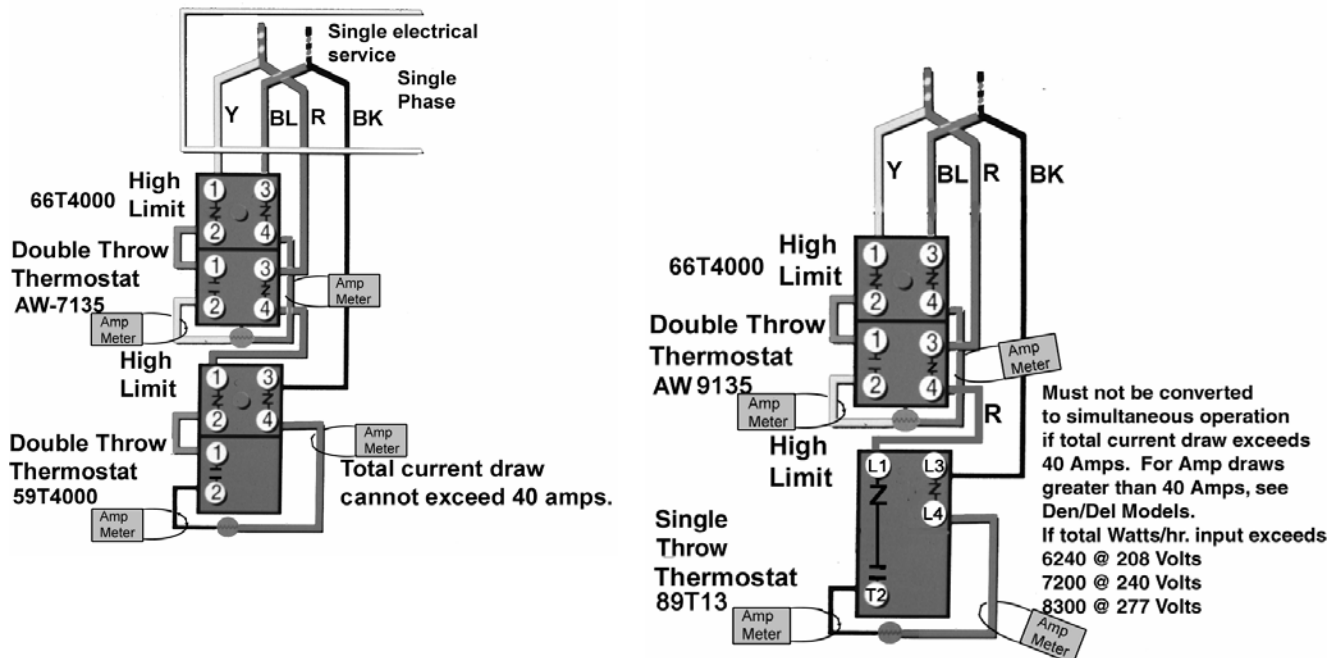 Single electrical
service
Single
Phase
Y
BL
R
BK
66T4000
High
Limit
1
3
2
4
Double Throw
Thermostat
AW-7135
1
3
2
4
Amp
Meter
Amp
Meter
High
Limit
1
3
2
4
Double Throw
Thermostat
59T4000
1
2
Amp
Meter
Amp
Meter
Total current draw
cannot exceed 40 amps.
Y
BL
R
BK
66T4000
High
Limit
1
3
2
4
Double Throw
Thermostat
AW 9135
1
3
2
4
Amp
Meter
Amp
Meter
R
High
Limit
L1
L3
L4
T2
Single
Throw
Thermostat
89T13
Amp
Meter
Amp
Meter
Must not be converted
to simultaneous operation
if total current draw exceeds
40 Amps. For Amp draws
greater than 40 Amps, see
Den/Del Models.
If total Watts/hr. input exceeds
6240 @ 208 Volts
7200 @ 240 Volts
8300 @ 277 Volts